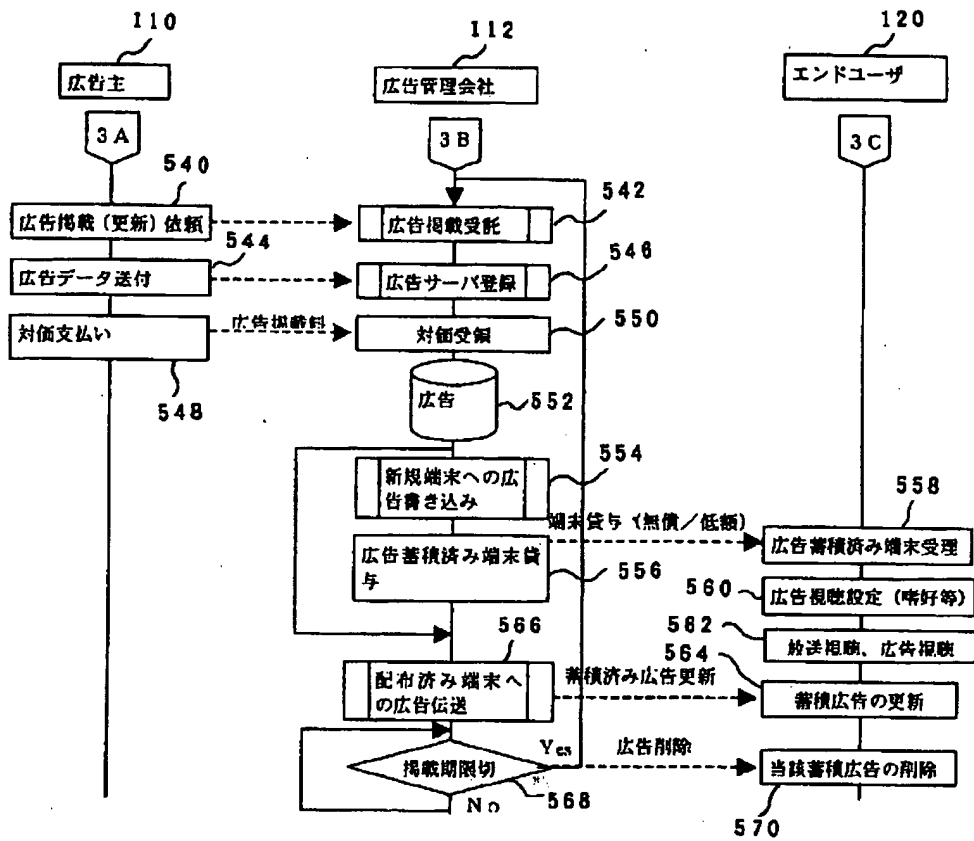 110
112
120
広告主
広告管理会社
エンドユーザ
3A
3B
3C
540
542
広告掲載(更新)依頼
広告掲載受託
544
546
広告データ送付
広告サーバ登録
550
対価支払い
広告掲載料
対価受領
548
広告
552
554
新規端末への広
告書き込み
558
端末貸与(無償/低額)
広告蓄積済み端末受理
広告蓄積済み端末貸
与
556
560
広告視聴設定(嗜好等)
562
放送視聴、広告視聴
566
564
配布済み端末へ
の広告伝送
蓄積済み広告更新
蓄積広告の更新
Yes
広告削除
掲載期限切
当該蓄積広告の削除
568
No
570